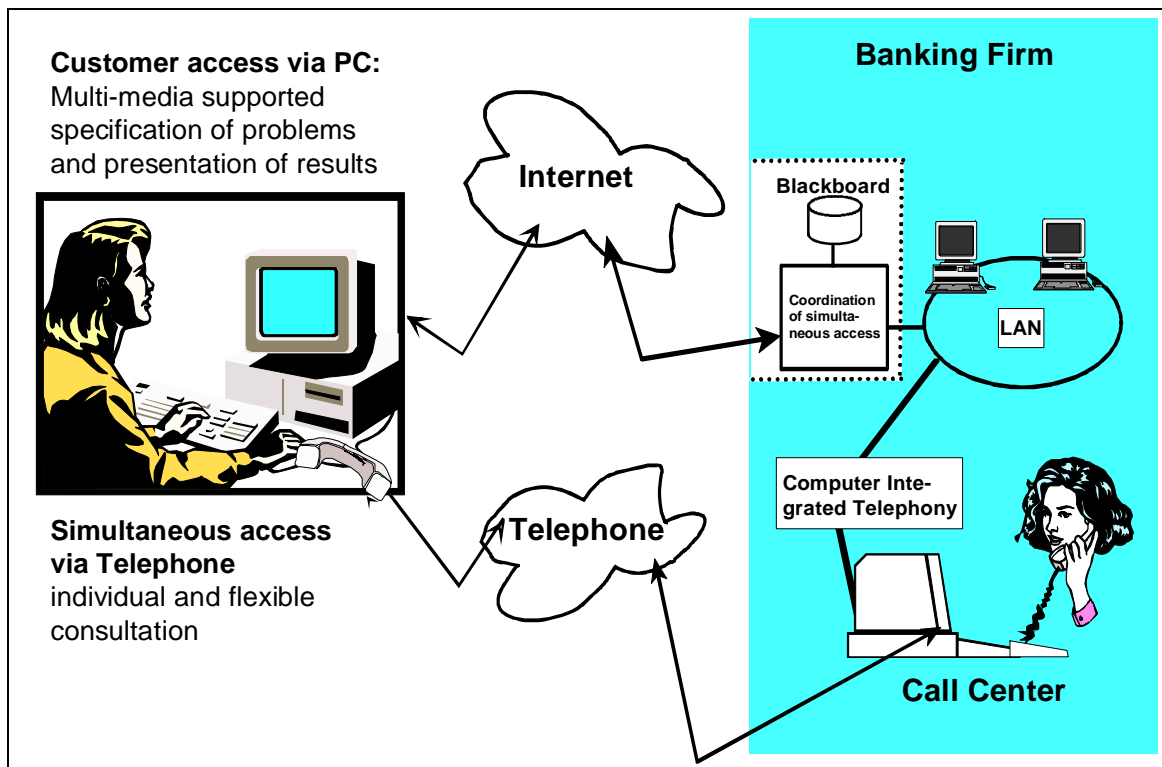 Customer access via PC:
Multi-media supported
specification of problems
and presentation of results
Simultaneous access
via Telephone
individual and flexible
consultation
Internet
Telephone
Banking Firm
Blackboard
Coordination
of simulta-
neous access
LAN
Computer Inte-
grated Telephony
Call Center